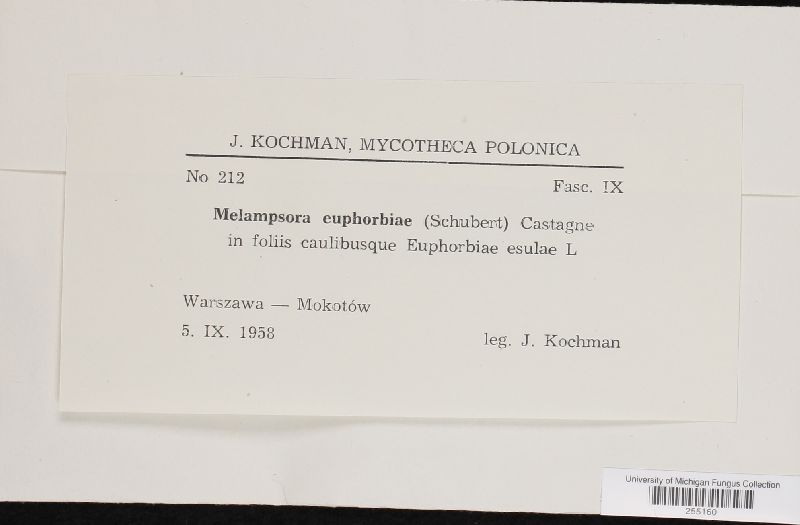 J. KOCHMAN, MYCOTHECA POLONICA
No 212 Fasc. IX
Melampsora euphorbiae (Schubert) Castagne
in foliis caulibusque Euphorbiae esulae L
Warszawa — Mokotów
5. IX. 1958 leg. J. Kochman
University of Michigan Fungus Collection
255160